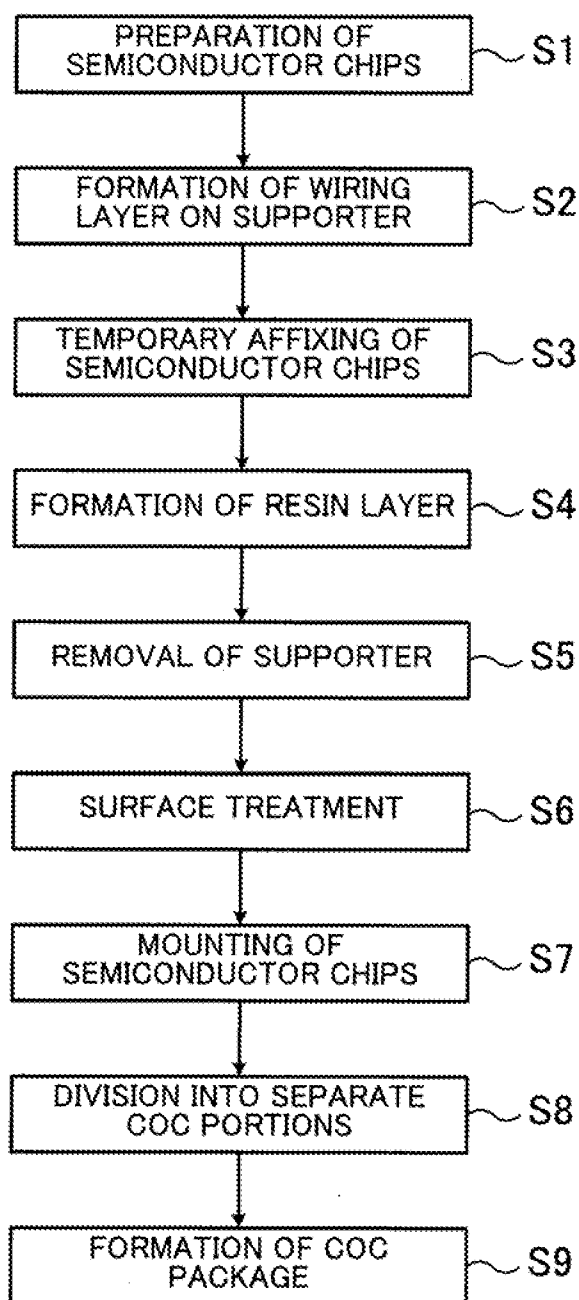 PREPARATION OF
SEMICONDUCTOR CHIPS
S1
FORMATION OF WIRING
LAYER ON SUPPORTER
S2
TEMPORARY AFFIXING OF
SEMICONDUCTOR CHIPS
S3
FORMATION OF RESIN LAYER
S4
REMOVAL OF SUPPORTER
S5
SURFACE TREATMENT
S6
MOUNTING OF
SEMICONDUCTOR CHIPS
S7
DIVISION INTO SEPARATE
COC PORTIONS
S8
FORMATION OF COC
PACKAGE
S9